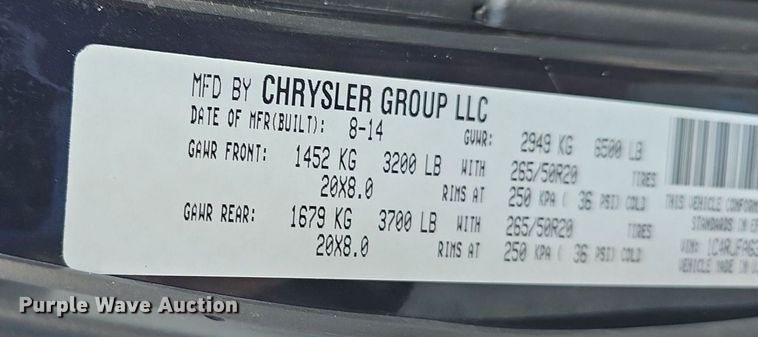 MFD BY CHRYSLER GROUP LLC
DATE OF MFR(BUILT): 8-14 GVWR: 2949 KG 6500 LB
GAWR FRONT: 1452 KG 3200 LB WITH 265/50R20 TIRES
20X8.0 RIMS AT 250 KPA ( 36 PSI) COLD
GAWR REAR: 1679 KG 3700 LB WITH 265/50R20 TIRES
20X8.0 RIMS AT 250 KPA ( 36 PSI) COLD
THIS VEHICLE CONFORM
STANDARDS IN
VIN:
VEHICLE MADE IN
Purple Wave Auction